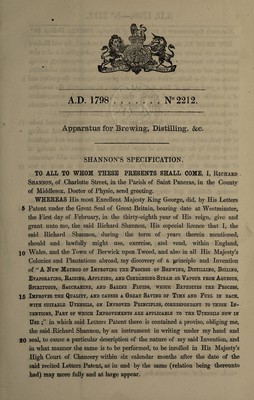 A.D. 1798 . . . . . . . N° 2212.
Apparatus for Brewing, Distilling, &c.
SHANNON'S SPECIFICATION.
TO ALL TO WHOM THESE PRESENTS SHALL COME, I, RICHARD
SHANNON, of Charlotte Street, in the Parish of Saint Pancras, in the County
of Middlesex, Doctor of Physic, send greeting.
WHEREAS His most Excellent Majesty King George, did, by His Letters
5 Patent under the Great Seal of Great Britain, bearing date at Westminster,
the First day of February, in the thirty-eighth year of His reign, give and
grant unto me, the said Richard Shannon, His especial licence that I, the
said Richard Shannon, during the term of years therein mentioned,
should and lawfully might use, exercise, and vend, within England,
10 Wales, and the Town of Berwick upon Tweed, and also in all His Majesty's
Colonies and Plantations abroad, my discovery of a principle and Invention
of "A NEW METHOD OF IMPROVING THE PROCESS OF BREWING, DISTILLING, BOILING,
EVAPORATING, RAISING, APPLYING, AND CONDENSING STEAM OR VAPOUR FROM AQUEOUS,
SPIRITUOUS, SACCHARINE, AND SALINE FLUIDS, WHICH EXPEDITES THE PROCESS,
15 IMPROVES THE QUALITY, AND CAUSES A GREAT SAVING OF TIME AND FUEL IN EACH,
WITH SUITABLE UTENSILS, ON IMPROVED PRINCIPLES, CORRESPONDENT TO THESE IN-
TENTIONS, PART OF WHICH IMPROVEMENTS ARE APPLICABLE TO THE UTENSILS NOW IN
USE ;" in which said Letters Patent there is contained a proviso, obliging me,
the said Richard Shannon, by an instrument in writing under my hand and
20 seal, to cause a particular description of the nature of my said Invention, and
in what manner the same is to be performed, to be inrolled in His Majesty's
High Court of Chancery within six calendar months after the date of the
said recited Letters Patent, as in and by the same (relation being thereunto
had) may more fully and at large appear.